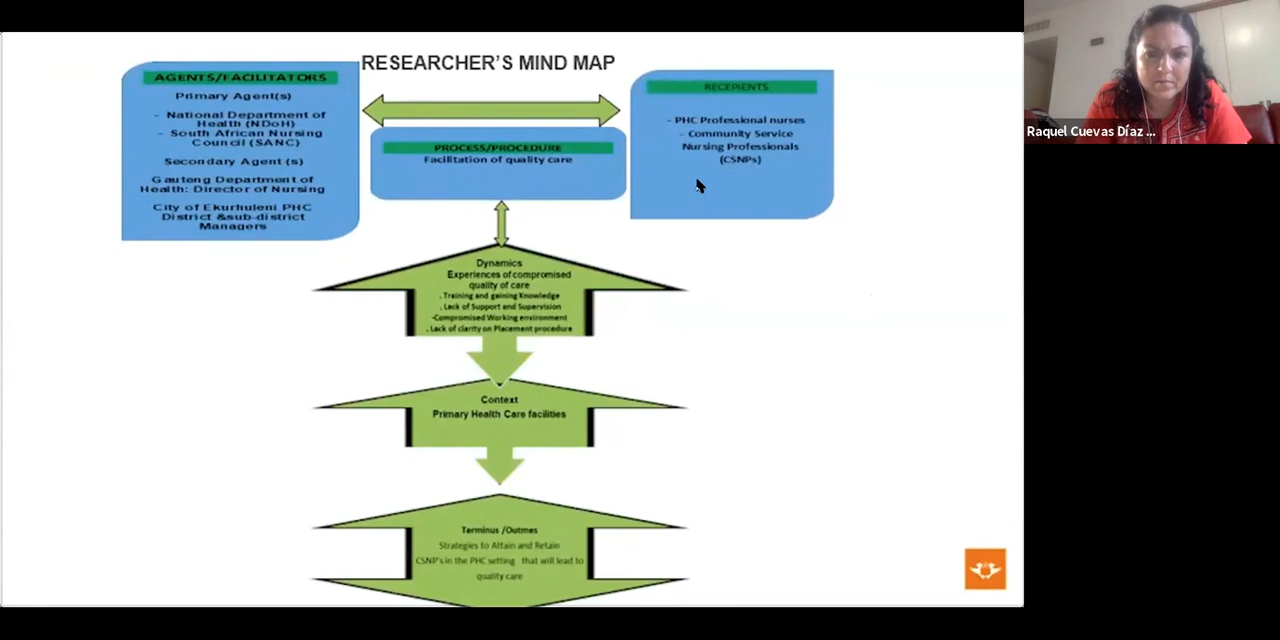 RESEARCHER'S MIND MAP
AGENTS/FACILITATORS
Primary Agent(s)
- National Department of
Health (NDoH)
- South African Nursing
Council (SANC)
Secondary Agent (s)
Gauteng Department of
Health: Director of Nursing
City of Ekurhuleni PHC
District &sub-district
Managers
PROCESS/PROCEDURE
Facilitation of quality care
RECEPIENTS
- PHC Professional nurses
- Community Service
Nursing Professionals
(CSNPs)
Dynamics
Experiences of compromised
quality of care
. Training and gaining Knowledge
. Lack of Support and Supervision
-Compromised Working environment
. Lack of clarity on Placement procedure
Context
Primary Health Care facilities
Terminus /Outmes
Strategies to Attain and Retain
CSNP's in the PHC setting that will lead to
quality care
Raquel Cuevas Díaz ...